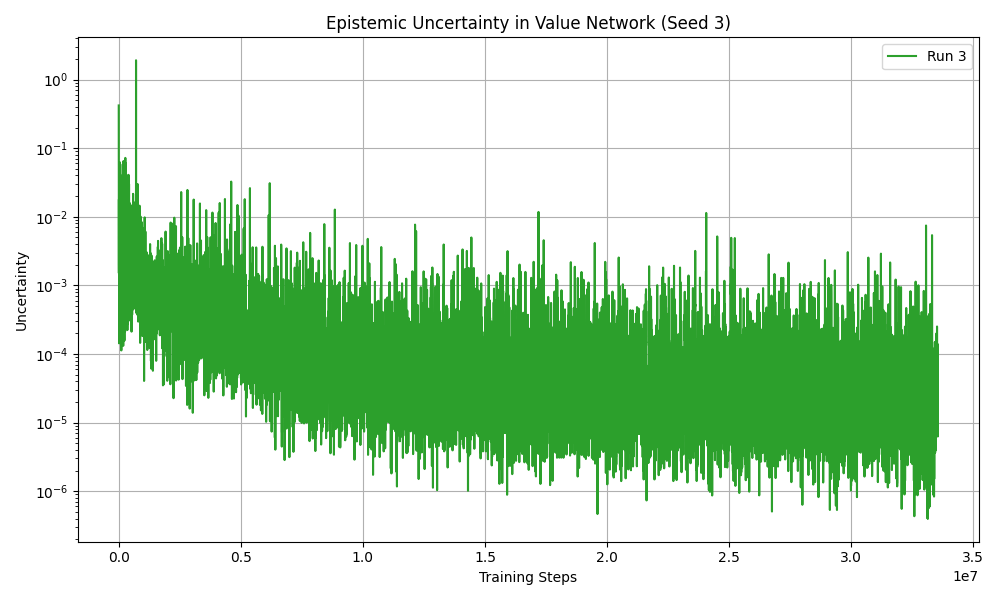 Epistemic Uncertainty in Value Network (Seed 3)
Run 3
Uncertainty
10⁰
10⁻¹
10⁻²
10⁻³
10⁻⁴
10⁻⁵
10⁻⁶
0.0 0.5 1.0 1.5 2.0 2.5 3.0 3.5
1e7
Training Steps